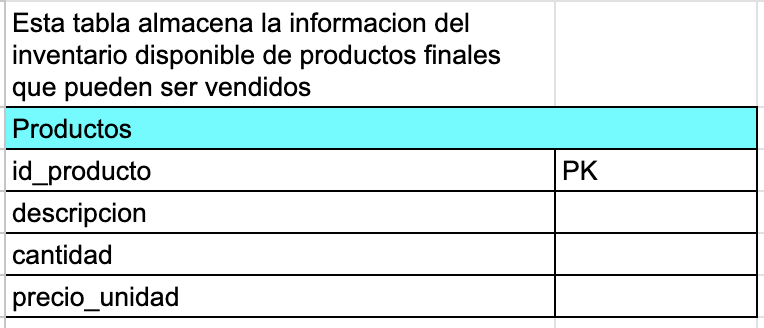 Esta tabla almacena la informacion del
inventario disponible de productos finales
que pueden ser vendidos
Productos
id_producto PK
descripcion
cantidad
precio_unidad